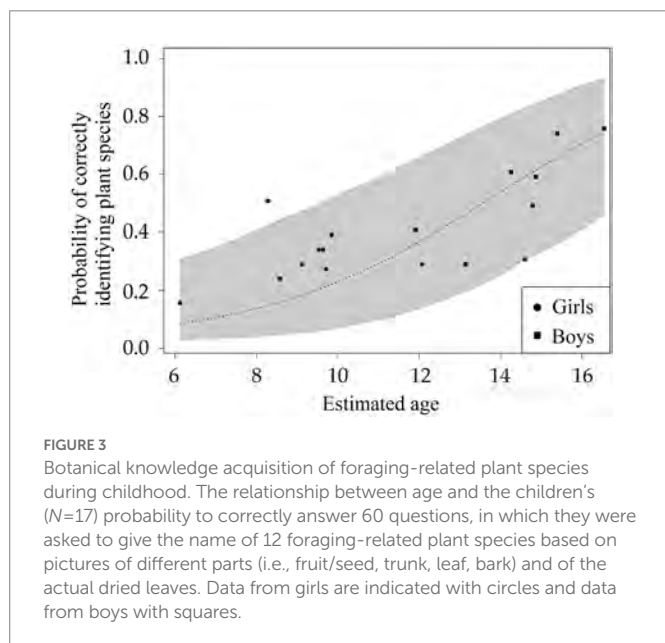 1.0
0.8
0.6
0.4
0.2
0.0
Probability of correctly
identifying plant species
6 8 10 12 14 16
Estimated age
Girls
Boys
FIGURE 3
Botanical knowledge acquisition of foraging-related plant species
during childhood. The relationship between age and the children’s
(N=17) probability to correctly answer 60 questions, in which they were
asked to give the name of 12 foraging-related plant species based on
pictures of different parts (i.e., fruit/seed, trunk, leaf, bark) and of the
actual dried leaves. Data from girls are indicated with circles and data
from boys with squares.